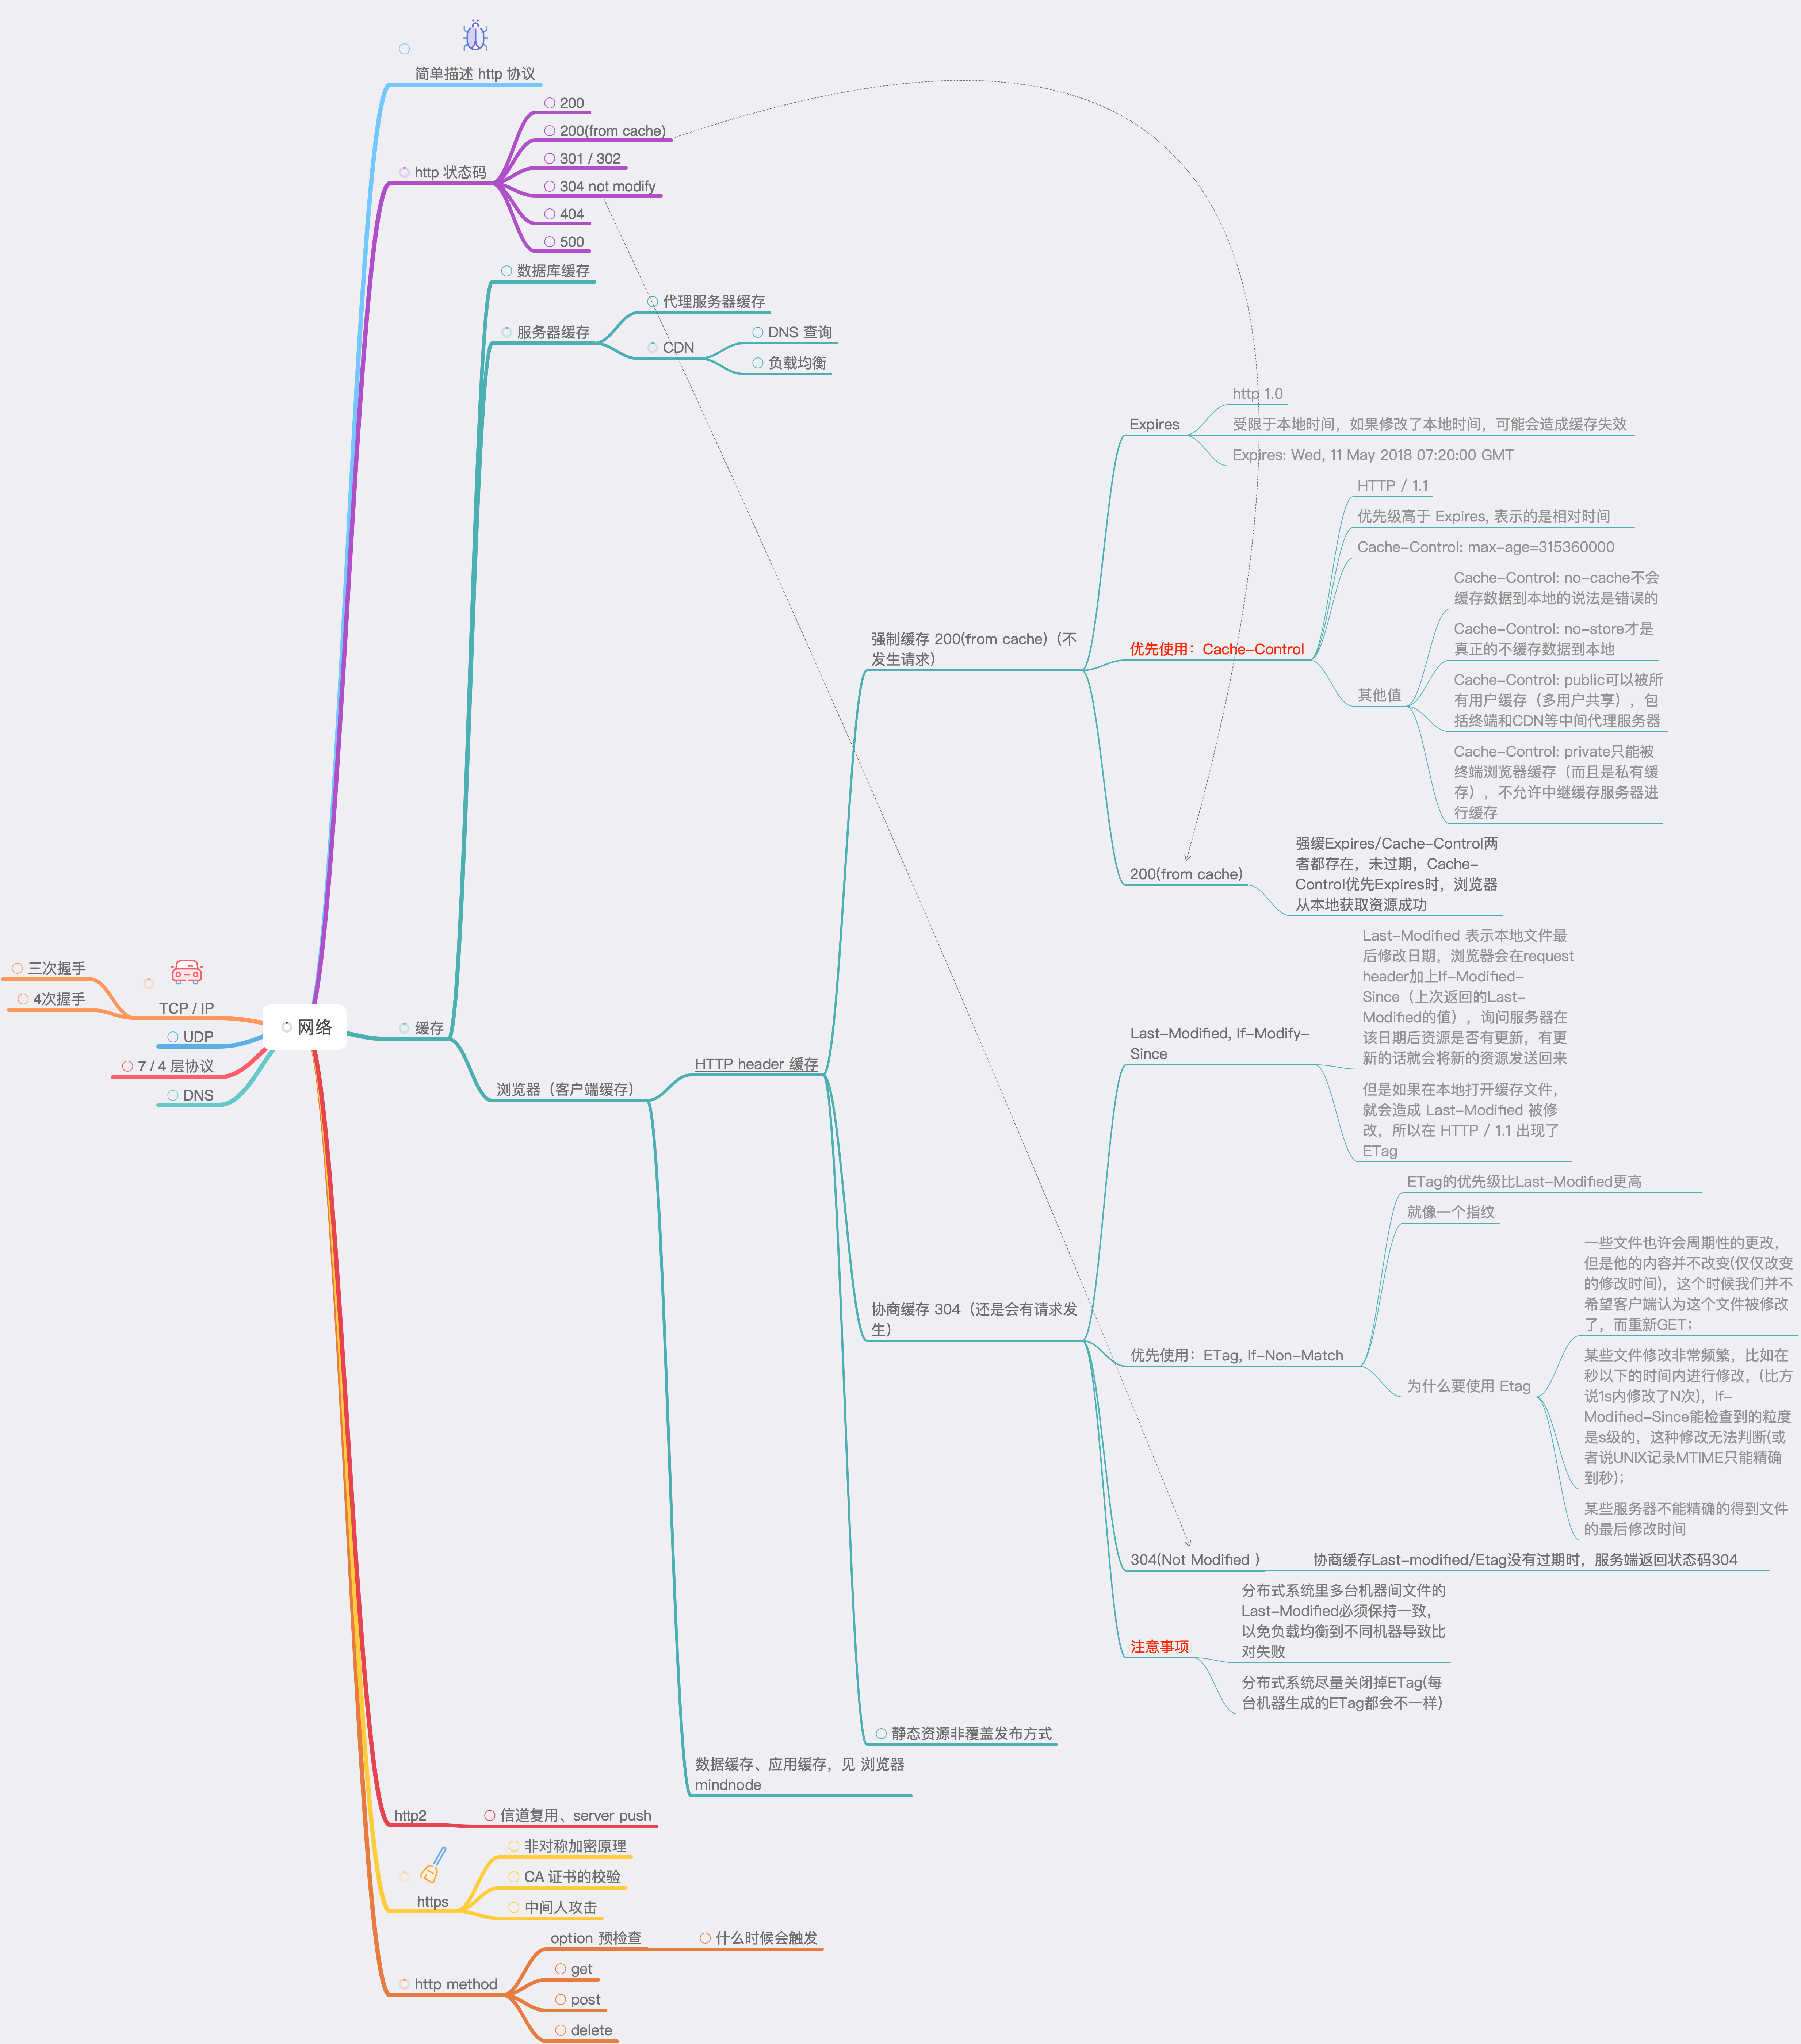 简单描述 http 协议
http 状态码
200
200(from cache)
301 / 302
304 not modify
404
500
数据库缓存
服务器缓存
代理服务器缓存
CDN
DNS 查询
负载均衡
http 1.0
Expires
受限于本地时间，如果修改了本地时间，可能会造成缓存失效
Expires: Wed, 11 May 2018 07:20:00 GMT
HTTP / 1.1
优先级高于 Expires, 表示的是相对时间
Cache-Control: max-age=315360000
Cache-Control: no-cache不会
缓存数据到本地的说法是错误的
Cache-Control: no-store才是
真正的不缓存数据到本地
强制缓存 200(from cache)（不
发生请求）
优先使用：Cache-Control
其他值
Cache-Control: public可以被所
有用户缓存（多用户共享），包
括终端和CDN等中间代理服务器
Cache-Control: private只能被
终端浏览器缓存（而且是私有缓
存），不允许中继缓存服务器进
行缓存
200(from cache)
强缓Expires/Cache-Control两
者都存在，未过期，Cache-
Control优先Expires时，浏览器
从本地获取资源成功
三次握手
4次握手
TCP / IP
UDP
7 / 4 层协议
DNS
网络
缓存
浏览器（客户端缓存）
HTTP header 缓存
Last-Modified, If-Modify-
Since
Last-Modified 表示本地文件最
后修改日期，浏览器会在request
header加上If-Modified-
Since（上次返回的Last-
Modified的值），询问服务器在
该日期后资源是否有更新，有更
新的话就会将新的资源发送回来
但是如果在本地打开缓存文件，
就会造成 Last-Modified 被修
改，所以在 HTTP / 1.1 出现了
ETag
ETag的优先级比Last-Modified更高
就像一个指纹
协商缓存 304（还是会有请求发
生）
优先使用：ETag, If-Non-Match
为什么要使用 Etag
一些文件也许会周期性的更改，
但是他的内容并不改变(仅仅改变
的修改时间)，这个时候我们并不
希望客户端认为这个文件被修改
了，而重新GET；
某些文件修改非常频繁，比如在
秒以下的时间内进行修改，(比方
说1s内修改了N次)，If-
Modified-Since能检查到的粒度
是s级的，这种修改无法判断(或
者说UNIX记录MTIME只能精确
到秒)；
某些服务器不能精确的得到文件
的最后修改时间
304(Not Modified )
协商缓存Last-modified/Etag没有过期时，服务端返回状态码304
注意事项
分布式系统里多台机器间文件的
Last-Modified必须保持一致，
以免负载均衡到不同机器导致比
对失败
分布式系统尽量关闭掉ETag(每
台机器生成的ETag都会不一样）
静态资源非覆盖发布方式
数据缓存、应用缓存，见 浏览器
mindnode
http2
信道复用、server push
https
非对称加密原理
CA 证书的校验
中间人攻击
http method
option 预检查
什么时候会触发
get
post
delete